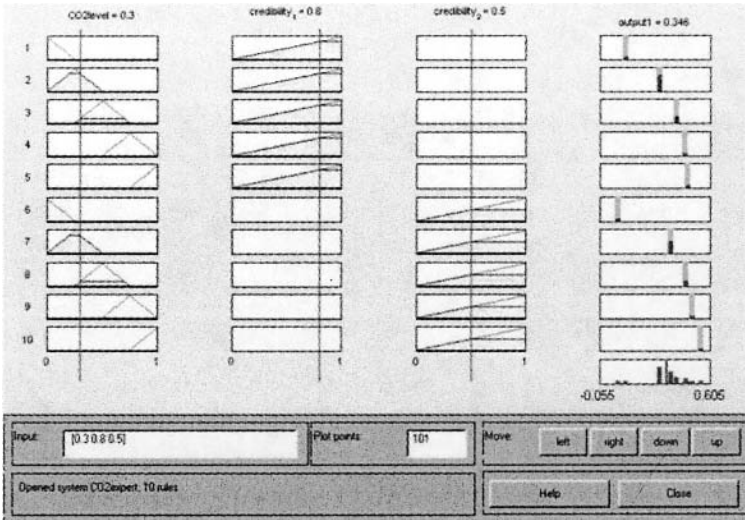 CO2level = 0.3
credibility1 = 0.8
credibility2 = 0.5
output1 = 0.346
1
2
3
4
5
6
7
8
9
10
0 1
0 1
0 1
-0.055 0.605
Input: [0.3 0.8 0.5]
Plot points: 101
Move: left right down up
Opened system CO2expert, 10 rules
Help Close